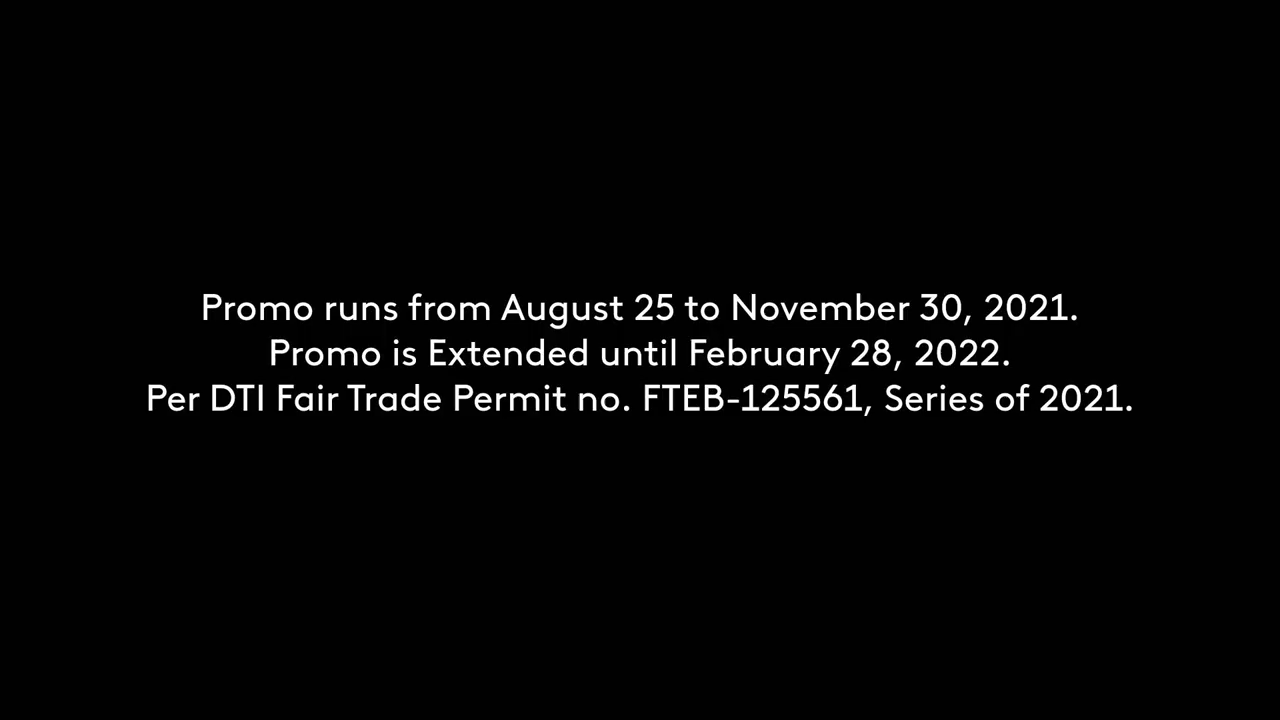 Promo runs from August 25 to November 30, 2021.
Promo is Extended until February 28, 2022.
Per DTI Fair Trade Permit no. FTEB-125561, Series of 2021.